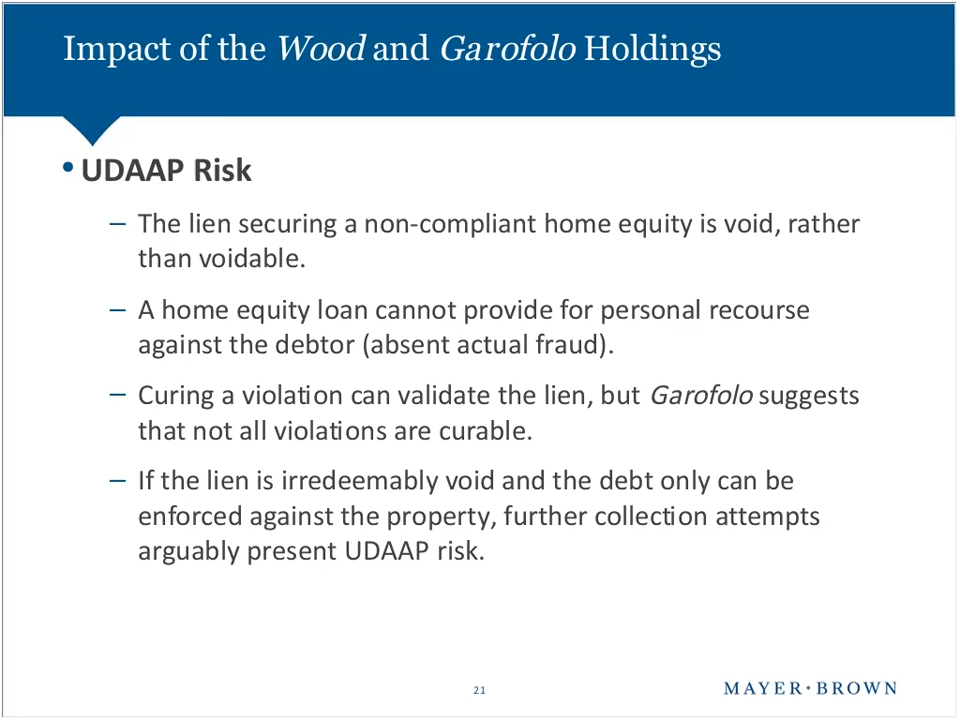 Impact of the Wood and Garofolo Holdings
• UDAAP Risk
– The lien securing a non-compliant home equity is void, rather
than voidable.
– A home equity loan cannot provide for personal recourse
against the debtor (absent actual fraud).
– Curing a violation can validate the lien, but Garofolo suggests
that not all violations are curable.
– If the lien is irredeemably void and the debt only can be
enforced against the property, further collection attempts
arguably present UDAAP risk.
21
MAYER • BROWN